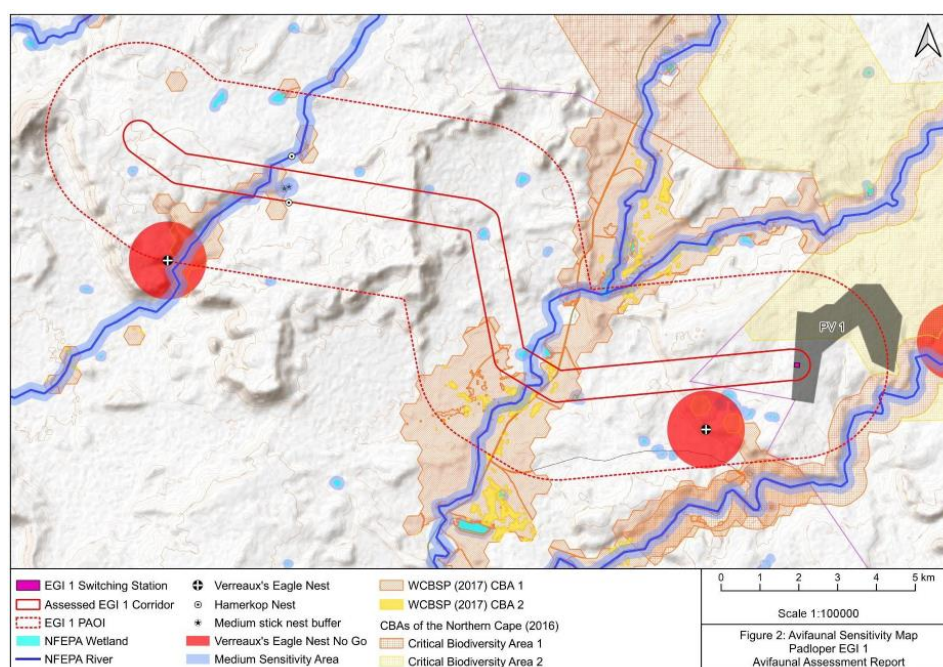 PV 1
EGI 1 Switching Station
Assessed EGI 1 Corridor
EGI 1 PAOI
NFEPA Wetland
NFEPA River
Verreaux's Eagle Nest
Hamerkop Nest
Medium stick nest buffer
Verreaux's Eagle Nest No Go
Medium Sensitivity Area
WCBSP (2017) CBA 1
WCBSP (2017) CBA 2
CBAs of the Northern Cape (2016)
Critical Biodiversity Area 1
Critical Biodiversity Area 2
0 1 2 3 4 5 km
Scale 1:100000
Figure 2: Avifaunal Sensitivity Map
Padloper EGI 1
Avifaunal Assessment Report